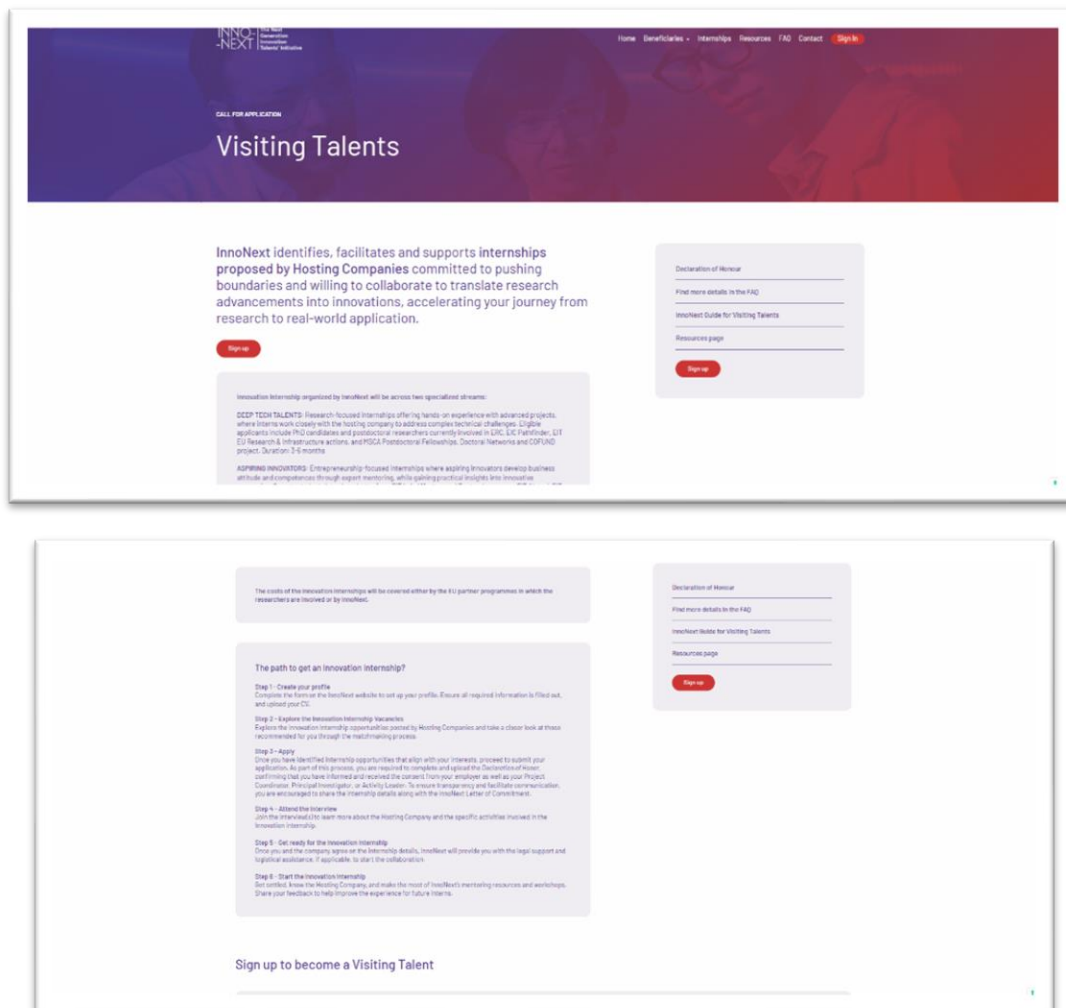 INNO-
-NEXT
The Next
Generation
Innovation
Talents' Initiative
Home Beneficiaries Internships Resources FAQ Contact Sign In
CALL FOR APPLICATION
Visiting Talents
InnoNext identifies, facilitates and supports internships
proposed by Hosting Companies committed to pushing
boundaries and willing to collaborate to translate research
advancements into innovations, accelerating your journey from
research to real-world application.
Sign up
Declaration of Honour
Find more details in the FAQ
InnoNext Guide for Visiting Talents
Resources page
Sign up
Innovation Internship organized by InnoNext will be across two specialized streams:
DEEP TECH TALENTS: Research-focused internships offering hands-on experience with advanced projects,
where interns work closely with the hosting company to address complex technical challenges. Eligible
applicants include PhD candidates and postdoctoral researchers currently involved in ERC, EIC Pathfinder, EIT
EU Research & Infrastructure actions, and MSCA Postdoctoral Fellowships, Doctoral Networks and COFUND
project. Duration: 3-6 months
ASPIRING INNOVATORS: Entrepreneurship-focused internships where aspiring innovators develop business
attitude and competences through expert mentoring, while gaining practical insights into innovative
The costs of the Innovation Internships will be covered either by the EU partner programmes in which the
researchers are involved or by InnoNext.
Declaration of Honour
Find more details in the FAQ
InnoNext Guide for Visiting Talents
Resources page
Sign up
The path to get an Innovation Internship?
Step 1 - Create your profile
Complete the form on the InnoNext website to set up your profile. Ensure all required information is filled out,
and upload your CV.
Step 2 - Explore the Innovation Internship Vacancies
Explore the innovation internship opportunities posted by Hosting Companies and take a closer look at those
recommended for you through the matchmaking process.
Step 3 - Apply
Once you have identified internship opportunities that align with your interests, proceed to submit your
application. As part of this process, you are required to complete and upload the Declaration of Honor,
confirming that you have informed and received the consent from your employer as well as your Project
Coordinator, Principal Investigator, or Activity Leader. To ensure transparency and facilitate communication,
you are encouraged to share the internship details along with the InnoNext Letter of Commitment.
Step 4 - Attend the Interview
Join the interview(s) to learn more about the Hosting Company and the specific activities involved in the
Innovation Internship.
Step 5 - Get ready for the Innovation Internship
Once you and the company agree on the internship details, InnoNext will provide you with the legal support and
logistical assistance, if applicable, to start the collaboration.
Step 6 - Start the Innovation Internship
Get settled, know the Hosting Company, and make the most of InnoNext's mentoring resources and workshops.
Share your feedback to help improve the experience for future interns.
Sign up to become a Visiting Talent